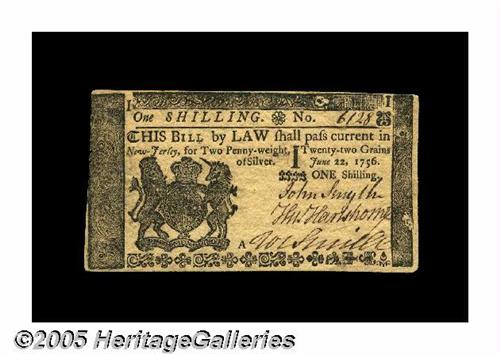 I I
One SHILLING. No. 6128
THIS BILL by LAW ſhall paſs current in
New-Jerſey, for Two Penny-weight, I Twenty-two Grains
of Silver. June 22, 1756.
ONE Shilling.
John Smyth
Hartshorne
A
©2005 HeritageGalleries